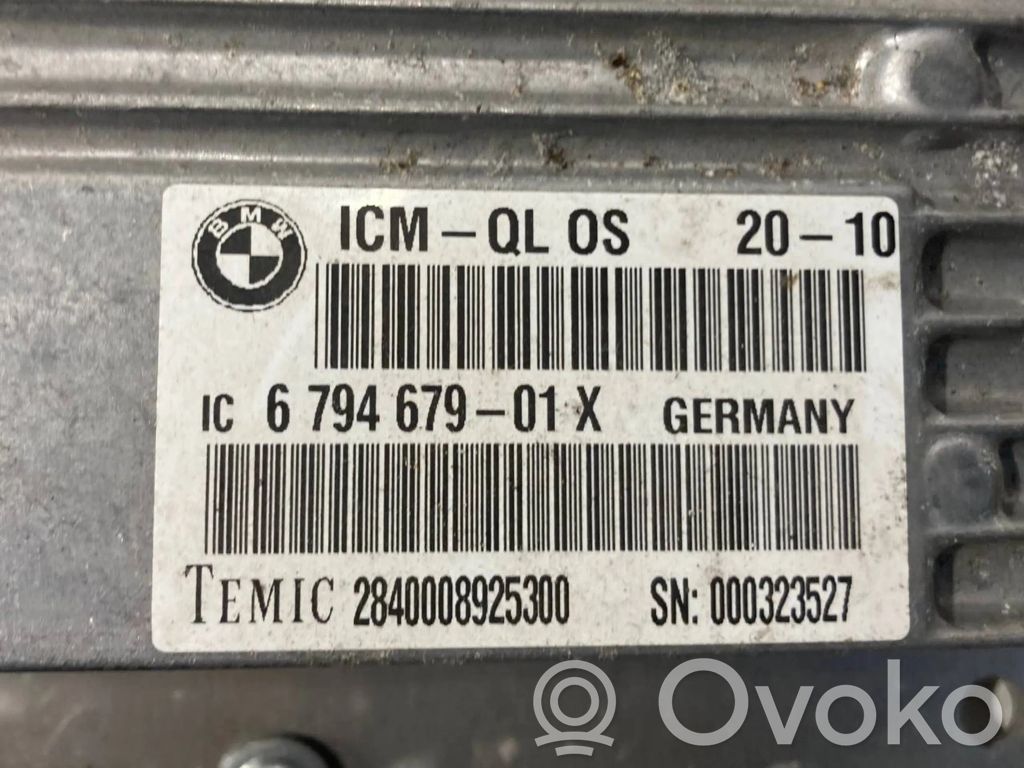 BMW
ICM – QL OS 20 – 10
IC 6 794 679 – 01 X GERMANY
TEMIC 2840008925300 SN: 000323527
Ovoko